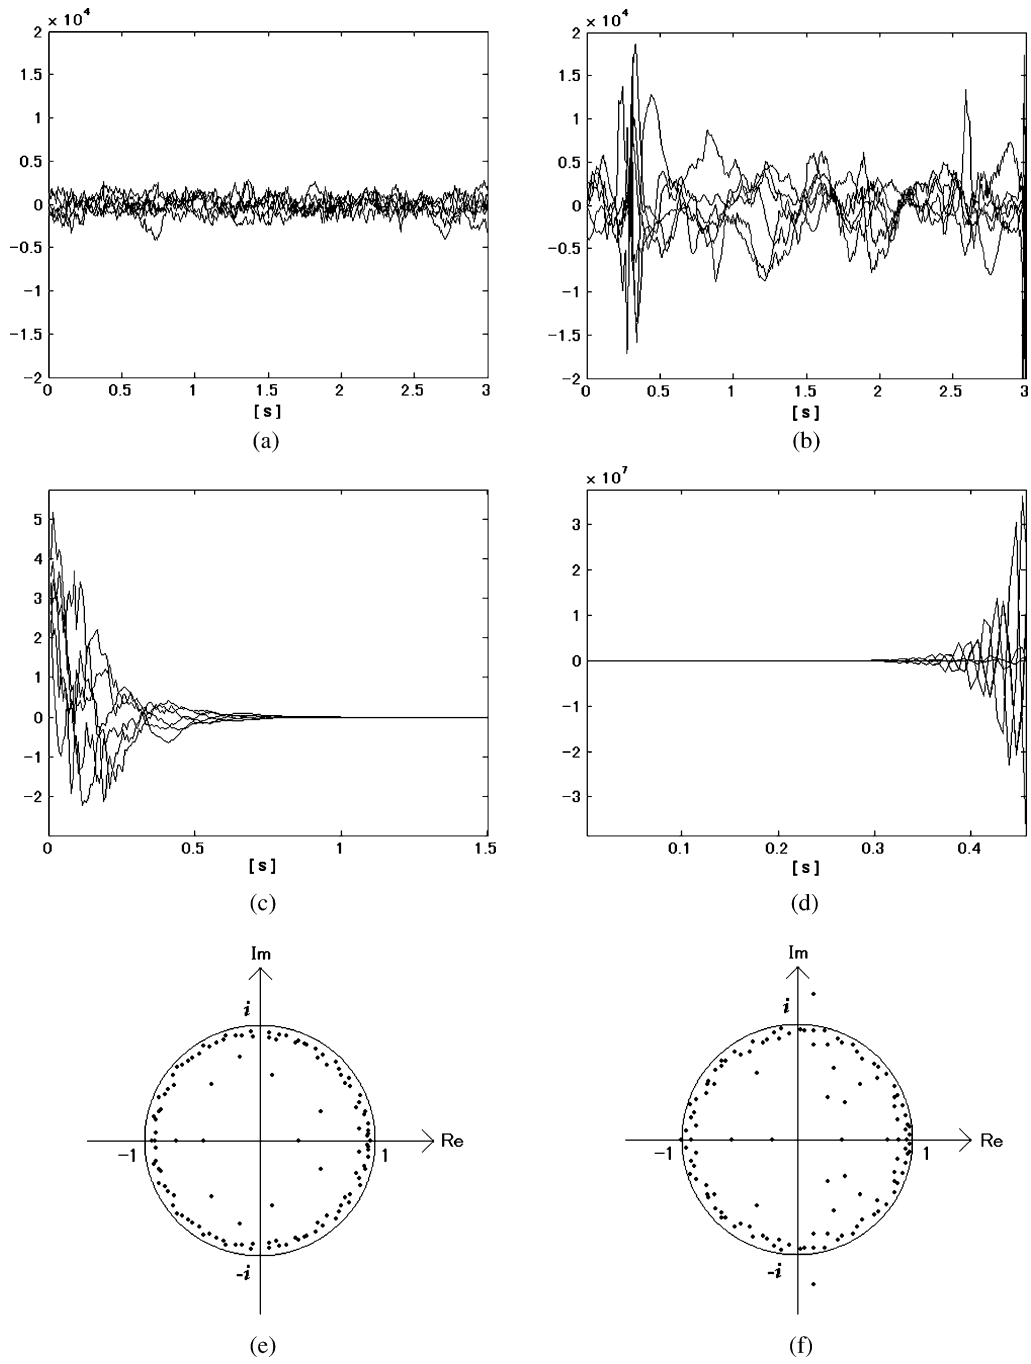 × 10⁴
2
1.5
1
0.5
0
−0.5
−1
−1.5
−2
0 0.5 1 1.5 2 2.5 3
[ s ]
(a)
× 10⁴
2
1.5
1
0.5
0
−0.5
−1
−1.5
−2
0 0.5 1 1.5 2 2.5 3
[ s ]
(b)
5
4
3
2
1
0
−1
−2
0 0.5 1 1.5
[ s ]
(c)
× 10⁷
3
2
1
0
−1
−2
−3
0.1 0.2 0.3 0.4
[ s ]
(d)
Im
i
−1 1 Re
-i
(e)
Im
i
−1 1 Re
-i
(f)